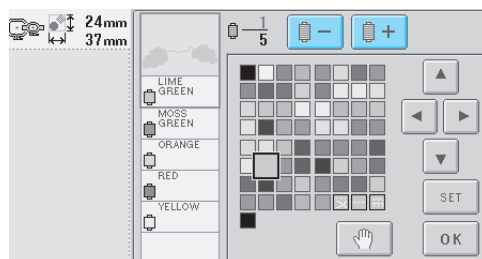 24mm
37mm
1
5
LIME
GREEN
MOSS
GREEN
ORANGE
RED
YELLOW
SET
OK